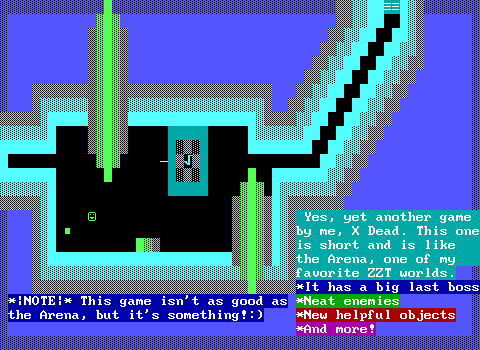 Yes, yet another game
by me, X Dead. This one
is short and is like
the Arena, one of my
favorite ZZT worlds.
*It has a big last boss
*Neat enemies
*New helpful objects
*And more!
*!NOTE!* This game isn't as good as
the Arena, but it's something!:)